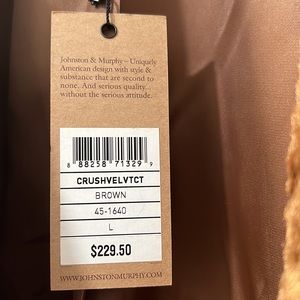 Johnston & Murphy – Uniquely
American design with style &
substance that are second to
none. And serious quality...
without the serious attitude.
8 88258 71329 9
CRUSHVELVTCT
BROWN
45-1640
L
$229.50
WWW.JOHNSTONMURPHY.COM